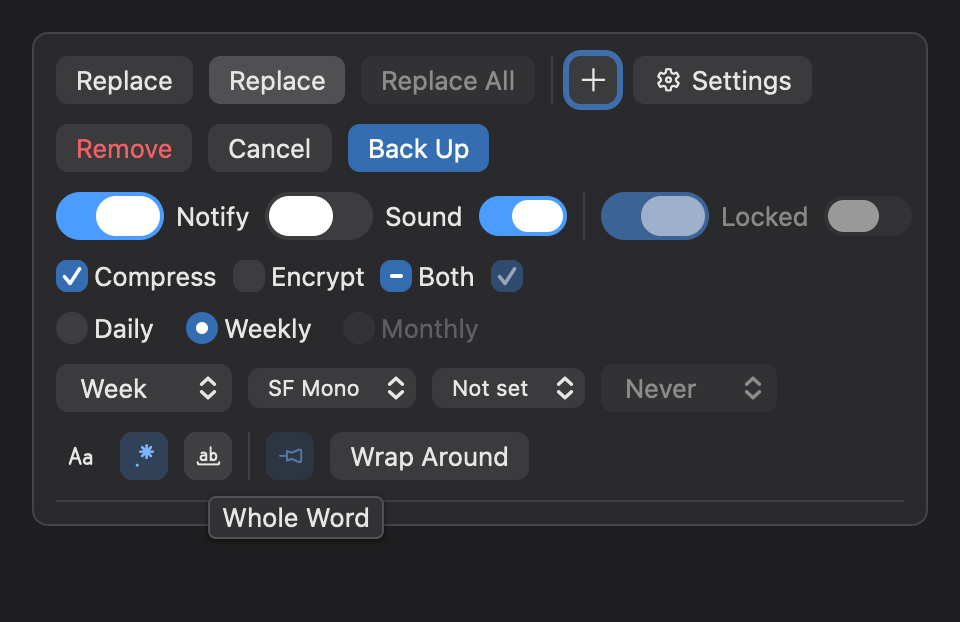 Replace Replace Replace All Settings
Remove Cancel Back Up
Notify Sound Locked
Compress Encrypt Both
Daily Weekly Monthly
Week SF Mono Not set Never
Aa .* ab Wrap Around
Whole Word